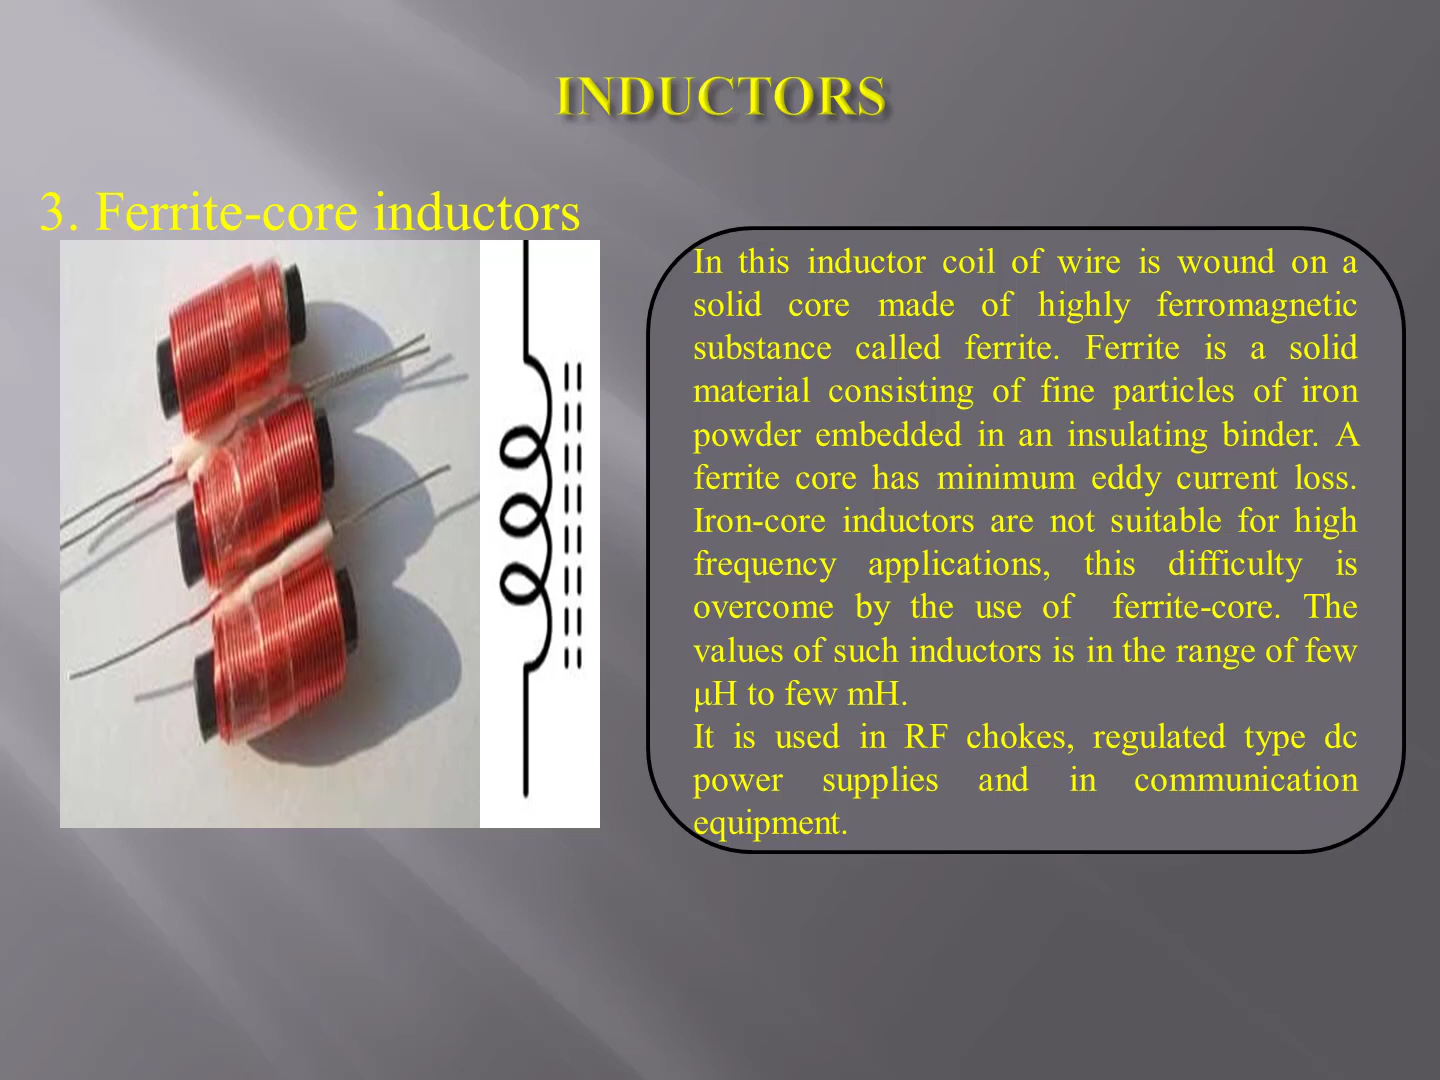 INDUCTORS
3. Ferrite-core inductors
In this inductor coil of wire is wound on a
solid core made of highly ferromagnetic
substance called ferrite. Ferrite is a solid
material consisting of fine particles of iron
powder embedded in an insulating binder. A
ferrite core has minimum eddy current loss.
Iron-core inductors are not suitable for high
frequency applications, this difficulty is
overcome by the use of ferrite-core. The
values of such inductors is in the range of few
μH to few mH.
It is used in RF chokes, regulated type dc
power supplies and in communication
equipment.